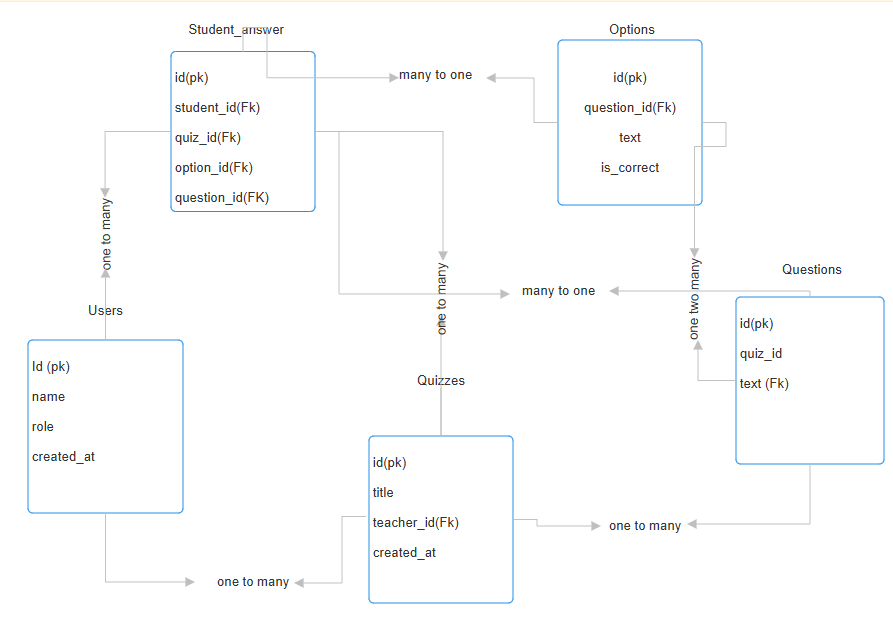 Student_answer
id(pk)
student_id(Fk)
quiz_id(Fk)
option_id(Fk)
question_id(FK)
many to one
Options
id(pk)
question_id(Fk)
text
is_correct
one to many
one to many
many to one
one two many
Questions
id(pk)
quiz_id
text (Fk)
Users
Id (pk)
name
role
created_at
Quizzes
id(pk)
title
teacher_id(Fk)
created_at
one to many
one to many